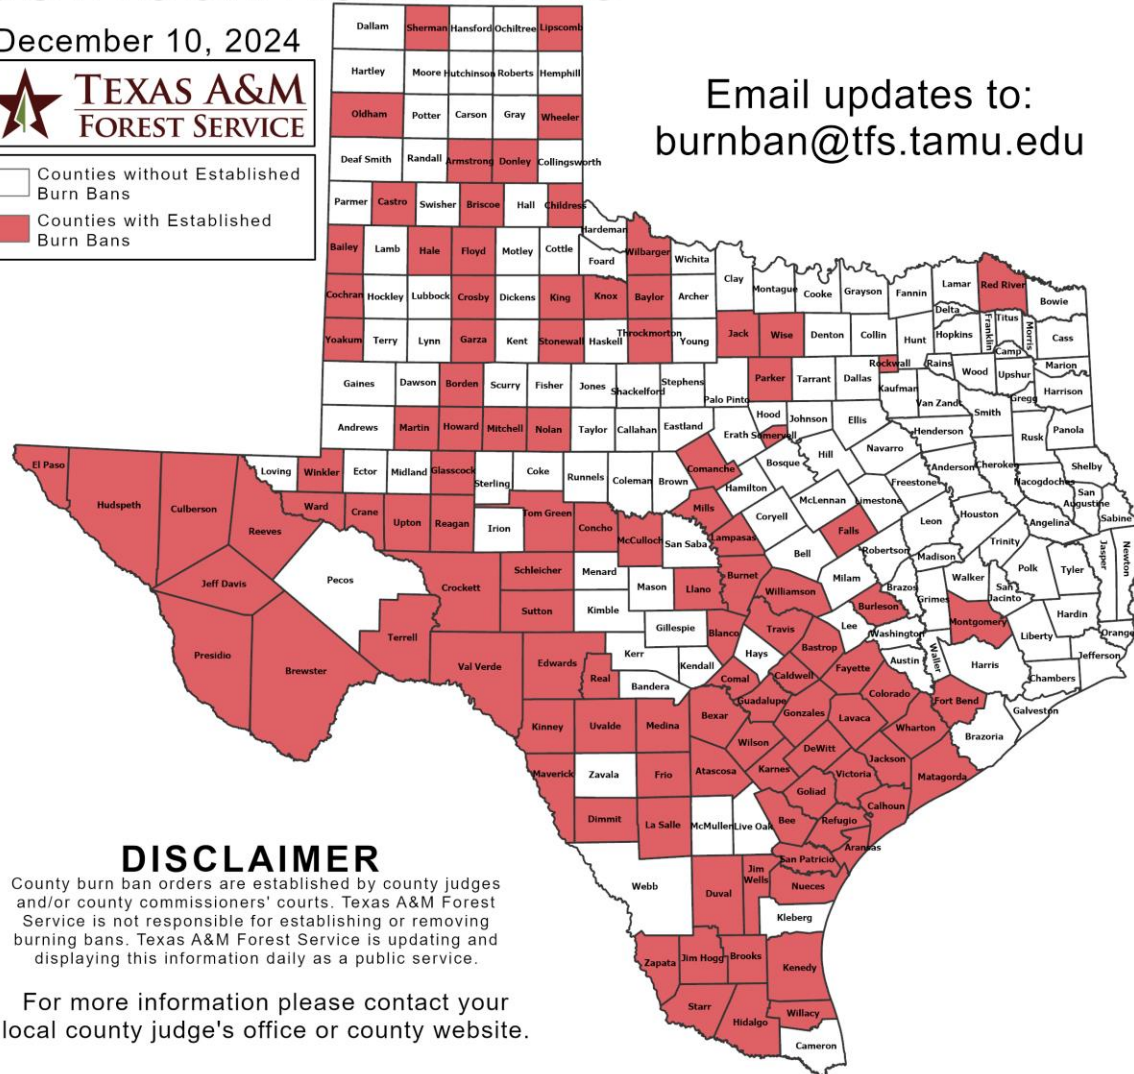 December 10, 2024
TEXAS A&M
FOREST SERVICE
Counties without Established
Burn Bans
Counties with Established
Burn Bans
Email updates to:
burnban@tfs.tamu.edu
Dallam Sherman Hansford Ochiltree Lipscomb
Hartley Moore Hutchinson Roberts Hemphill
Oldham Potter Carson Gray Wheeler
Deaf Smith Randall Armstrong Donley Collingsworth
Parmer Castro Swisher Briscoe Hall Childress
Hardeman
Bailey Lamb Hale Floyd Motley Cottle Foard Wilbarger Wichita
Clay Montague Cooke Grayson Fannin Lamar Red River Bowie
Cochran Hockley Lubbock Crosby Dickens King Knox Baylor Archer
Delta Franklin Titus Morris Cass
Yoakum Terry Lynn Garza Kent Stonewall Haskell Throckmorton Young Jack Wise Denton Collin Hunt Hopkins
Camp Marion
Rockwall Rains Wood Upshur
Gaines Dawson Borden Scurry Fisher Jones Shackelford Stephens Palo Pinto Parker Tarrant Dallas Kaufman Van Zandt Gregg Harrison
Smith
Andrews Martin Howard Mitchell Nolan Taylor Callahan Eastland Erath Hood Somervell Johnson Ellis Henderson Rusk Panola
Hill Navarro
El Paso Loving Winkler Ector Midland Glasscock Sterling Coke Runnels Coleman Brown Comanche Bosque Anderson Cherokee Shelby
Hamilton Freestone Nacogdoches San
Augustine
Hudspeth Culberson Reeves Ward Crane Upton Reagan Irion Tom Green Concho McCulloch San Saba Mills Coryell McLennan Limestone Leon Houston Angelina Sabine
Lampasas Falls Trinity
Bell Robertson Madison Jasper Newton
Jeff Davis Pecos Crockett Schleicher Menard Mason Llano Burnet Williamson Milam Brazos Grimes Walker San
Jacinto Polk Tyler
Sutton Kimble Burleson Montgomery Hardin
Presidio Brewster Terrell Val Verde Edwards Gillespie Blanco Travis Lee Washington Liberty Orange
Kerr Kendall Hays Bastrop Fayette Austin Waller Harris Jefferson
Real Bandera Comal Caldwell Chambers
Guadalupe Colorado Fort Bend Galveston
Kinney Uvalde Medina Bexar Gonzales Lavaca Wharton Brazoria
Wilson DeWitt
Maverick Zavala Frio Atascosa Karnes Victoria Jackson Matagorda
Goliad Calhoun
Dimmit La Salle McMullen Live Oak Bee Refugio
Aransas
San Patricio
Webb Duval Jim
Wells Nueces
Kleberg
Zapata Jim Hogg Brooks Kenedy
Starr Hidalgo Willacy
Cameron
DISCLAIMER
County burn ban orders are established by county judges
and/or county commissioners' courts. Texas A&M Forest
Service is not responsible for establishing or removing
burning bans. Texas A&M Forest Service is updating and
displaying this information daily as a public service.
For more information please contact your
local county judge's office or county website.